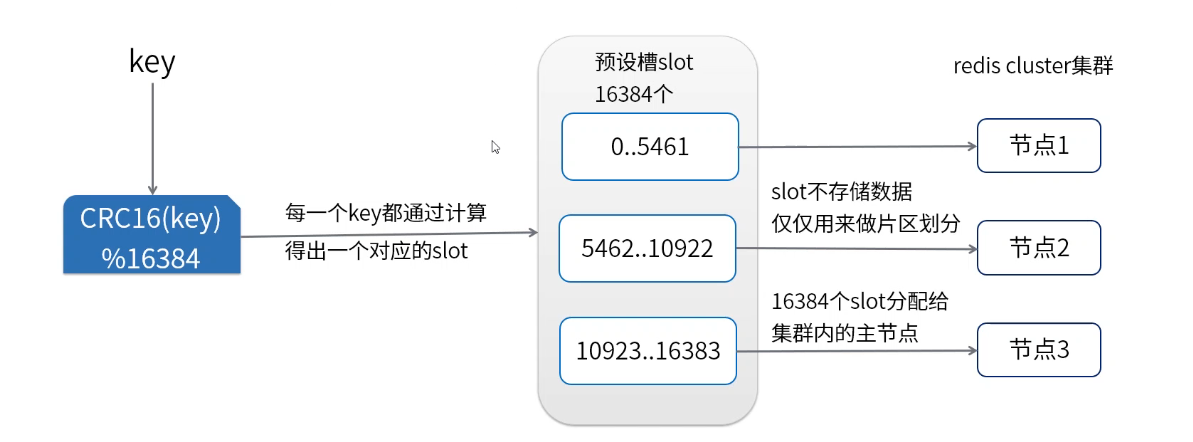 key
CRC16(key)
%16384
每一个key都通过计算
得出一个对应的slot
预设槽slot
16384个
0..5461
5462..10922
10923..16383
slot不存储数据
仅仅用来做片区划分
16384个slot分配给
集群内的主节点
redis cluster集群
节点1
节点2
节点3